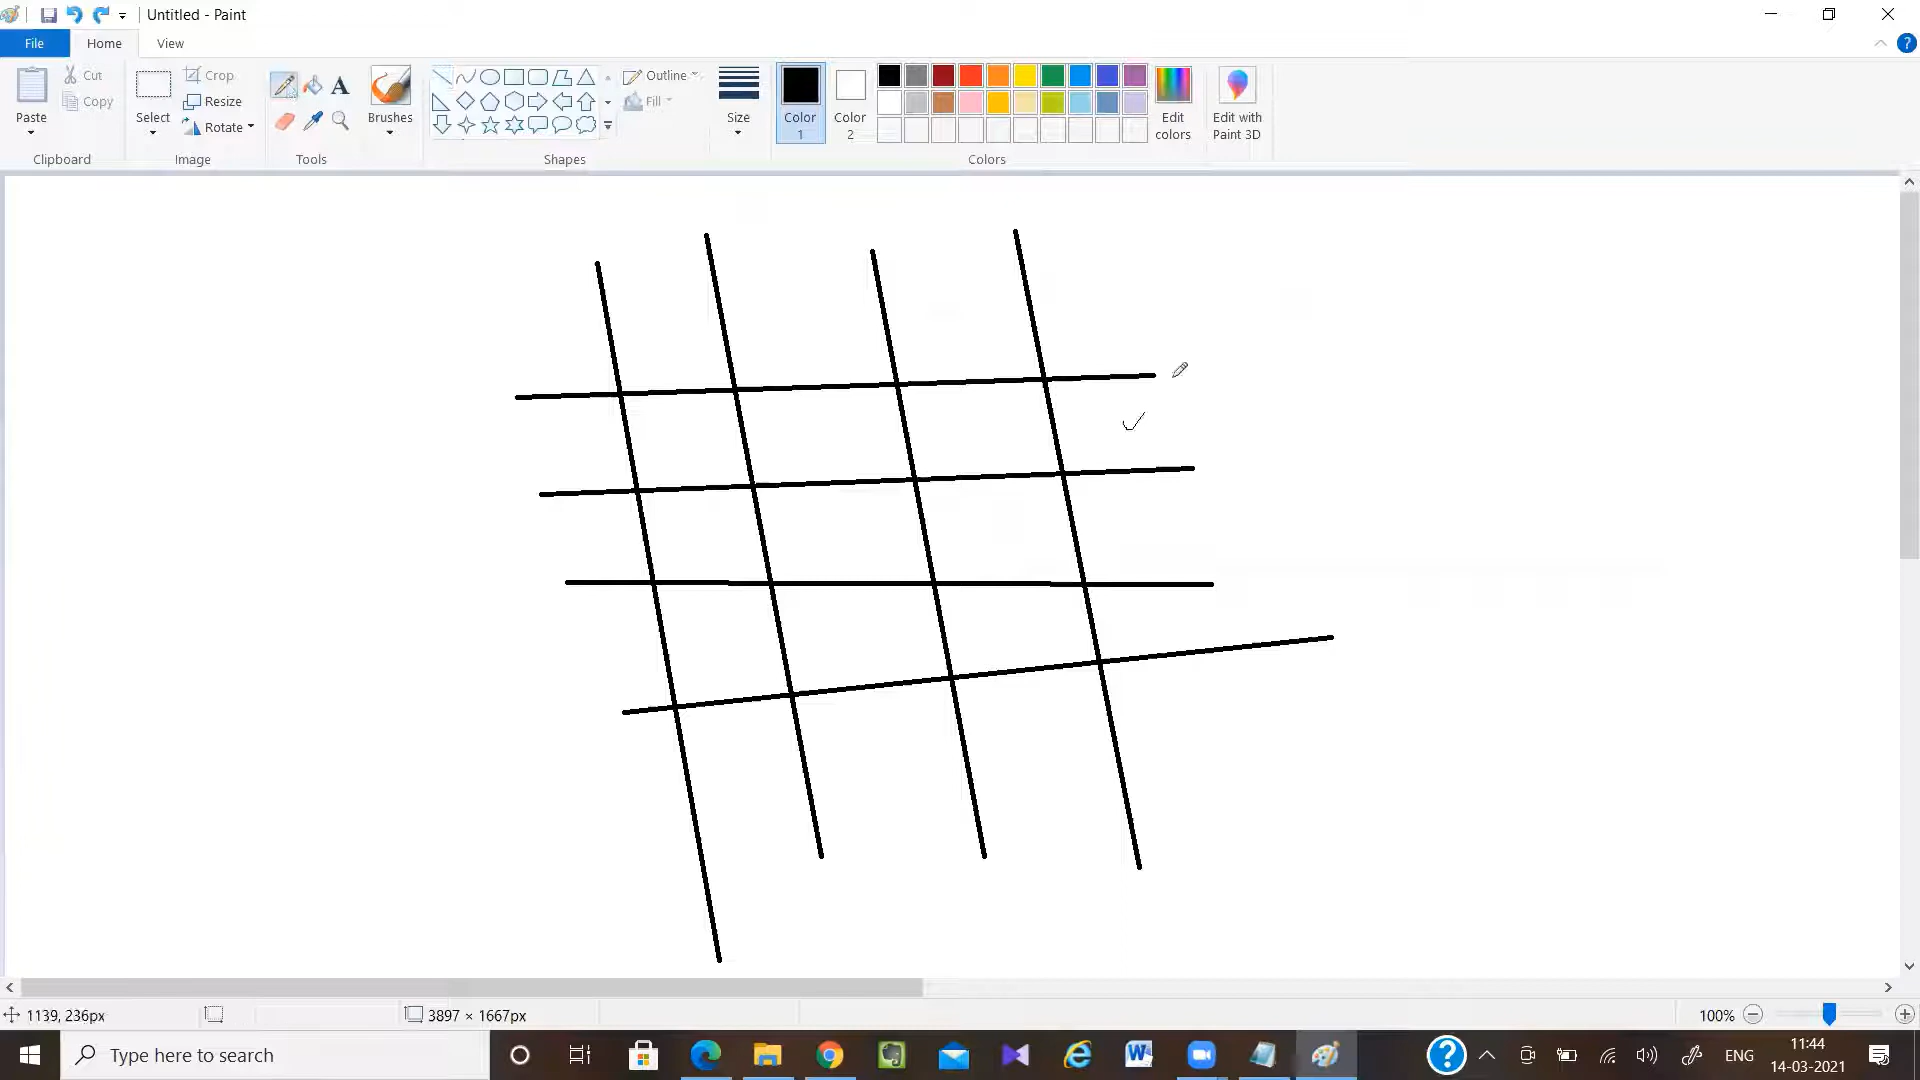 Untitled - Paint
File Home View
Paste
Cut
Copy
Clipboard
Select
Crop
Resize
Rotate
Image
A
Tools
Brushes
Outline
Fill
Shapes
Size
Color 1
Color 2
Edit colors
Colors
Edit with Paint 3D
1139, 236px
3897 × 1667px
100%
Type here to search
ENG
11:44
14-03-2021